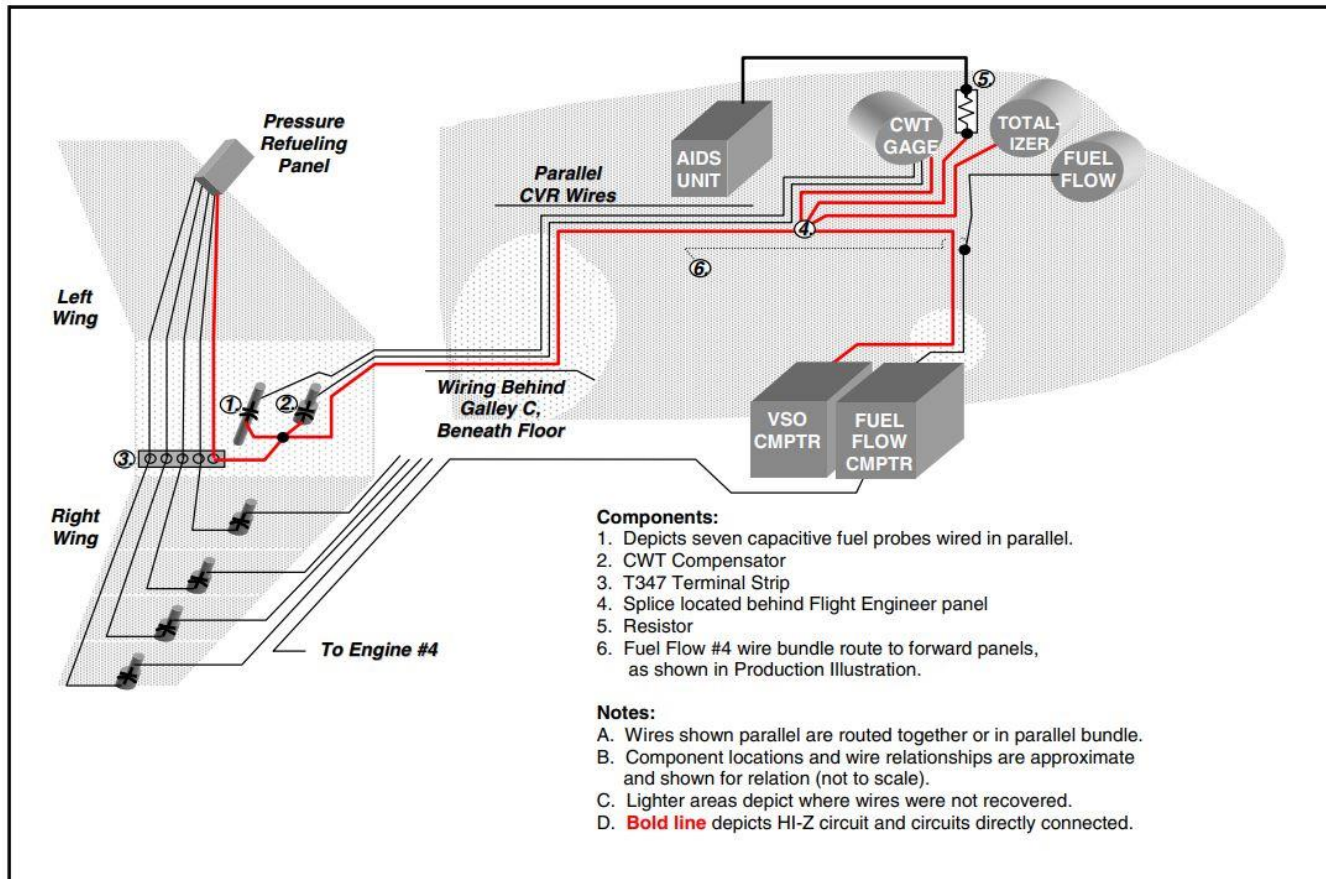 Pressure
Refueling
Panel
Left
Wing
Right
Wing
1.
2.
3.
Parallel
CVR Wires
AIDS
UNIT
CWT
GAGE
5.
TOTAL-
IZER
FUEL
FLOW
4.
6.
Wiring Behind
Galley C,
Beneath Floor
VSO
CMPTR
FUEL
FLOW
CMPTR
To Engine #4
Components:
1. Depicts seven capacitive fuel probes wired in parallel.
2. CWT Compensator
3. T347 Terminal Strip
4. Splice located behind Flight Engineer panel
5. Resistor
6. Fuel Flow #4 wire bundle route to forward panels,
as shown in Production Illustration.
Notes:
A. Wires shown parallel are routed together or in parallel bundle.
B. Component locations and wire relationships are approximate
and shown for relation (not to scale).
C. Lighter areas depict where wires were not recovered.
D. Bold line depicts HI-Z circuit and circuits directly connected.